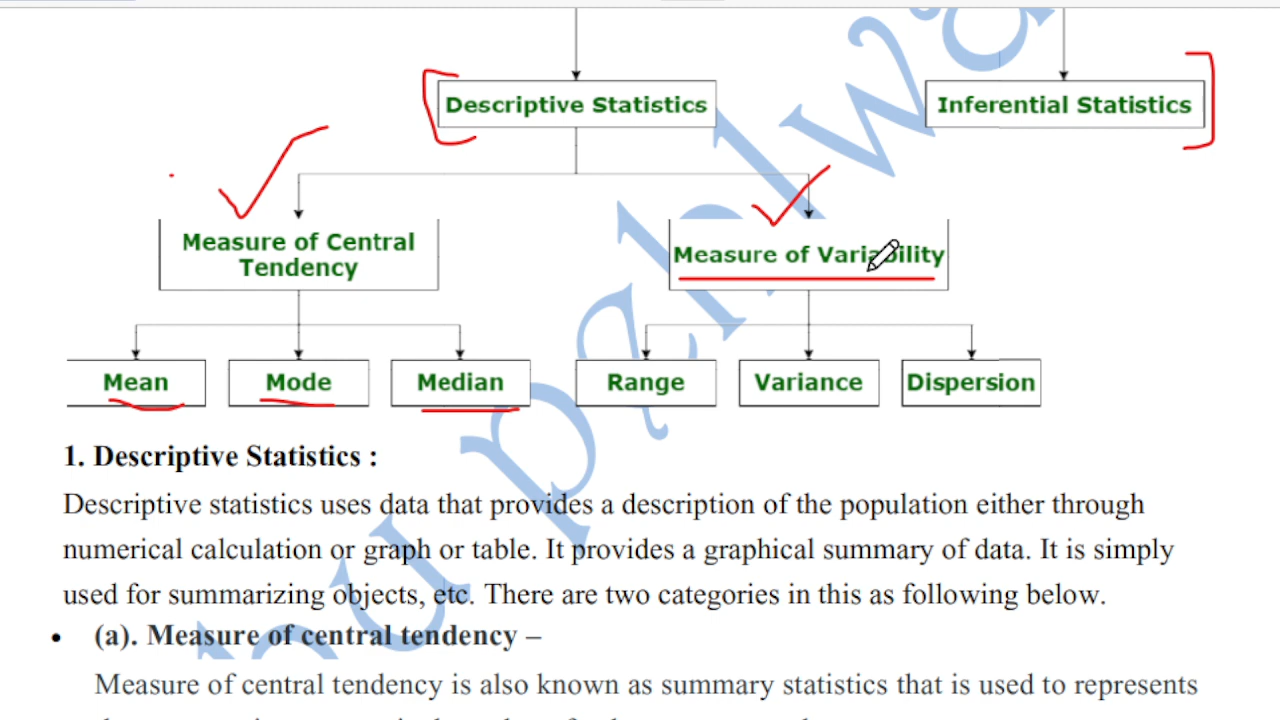 Descriptive Statistics
Inferential Statistics
Measure of Central
Tendency
Measure of Variability
Mean
Mode
Median
Range
Variance
Dispersion
1. Descriptive Statistics :
Descriptive statistics uses data that provides a description of the population either through
numerical calculation or graph or table. It provides a graphical summary of data. It is simply
used for summarizing objects, etc. There are two categories in this as following below.
• (a). Measure of central tendency –
Measure of central tendency is also known as summary statistics that is used to represents